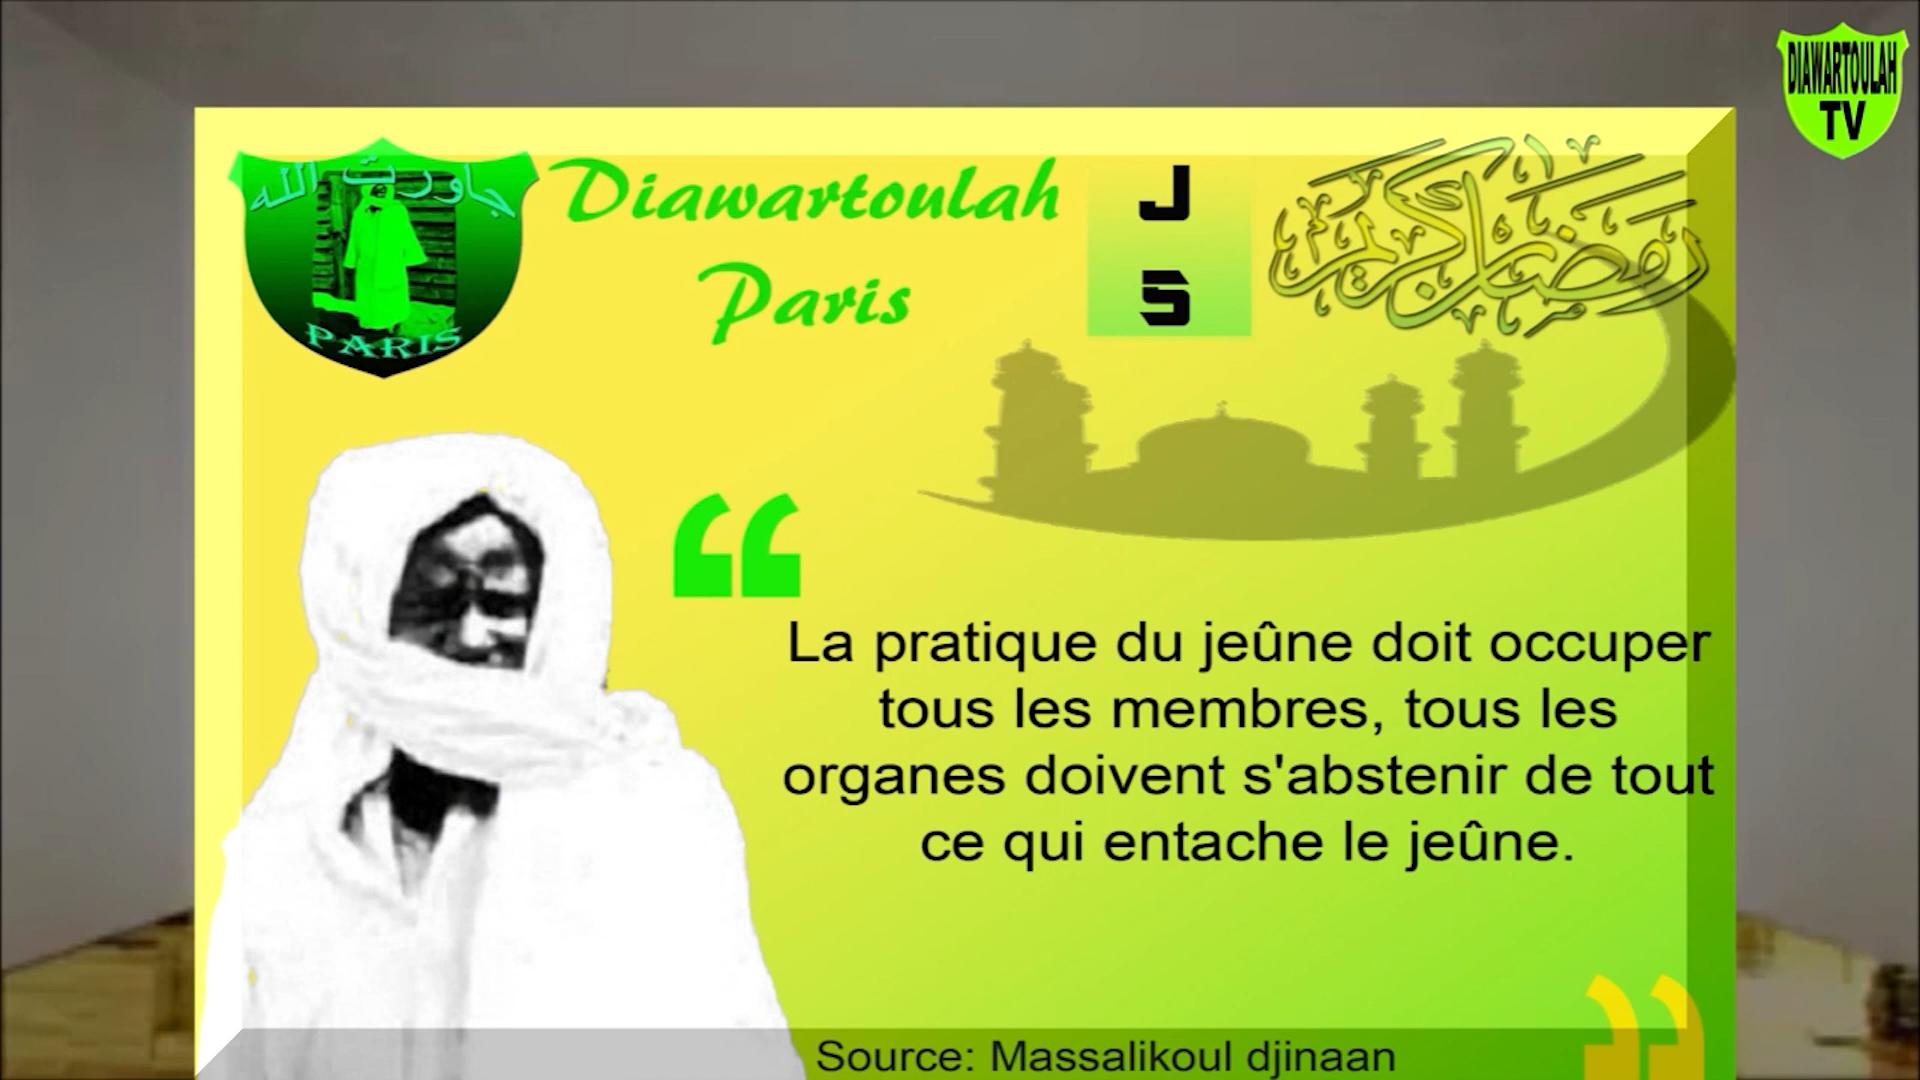 DIAWARTOULAH
TV
جاورت الله
PARIS
Diawartoulah
Paris
J
S
رمضان كريم
“
La pratique du jeûne doit occuper
tous les membres, tous les
organes doivent s'abstenir de tout
ce qui entache le jeûne.
”
Source: Massalikoul djinaan